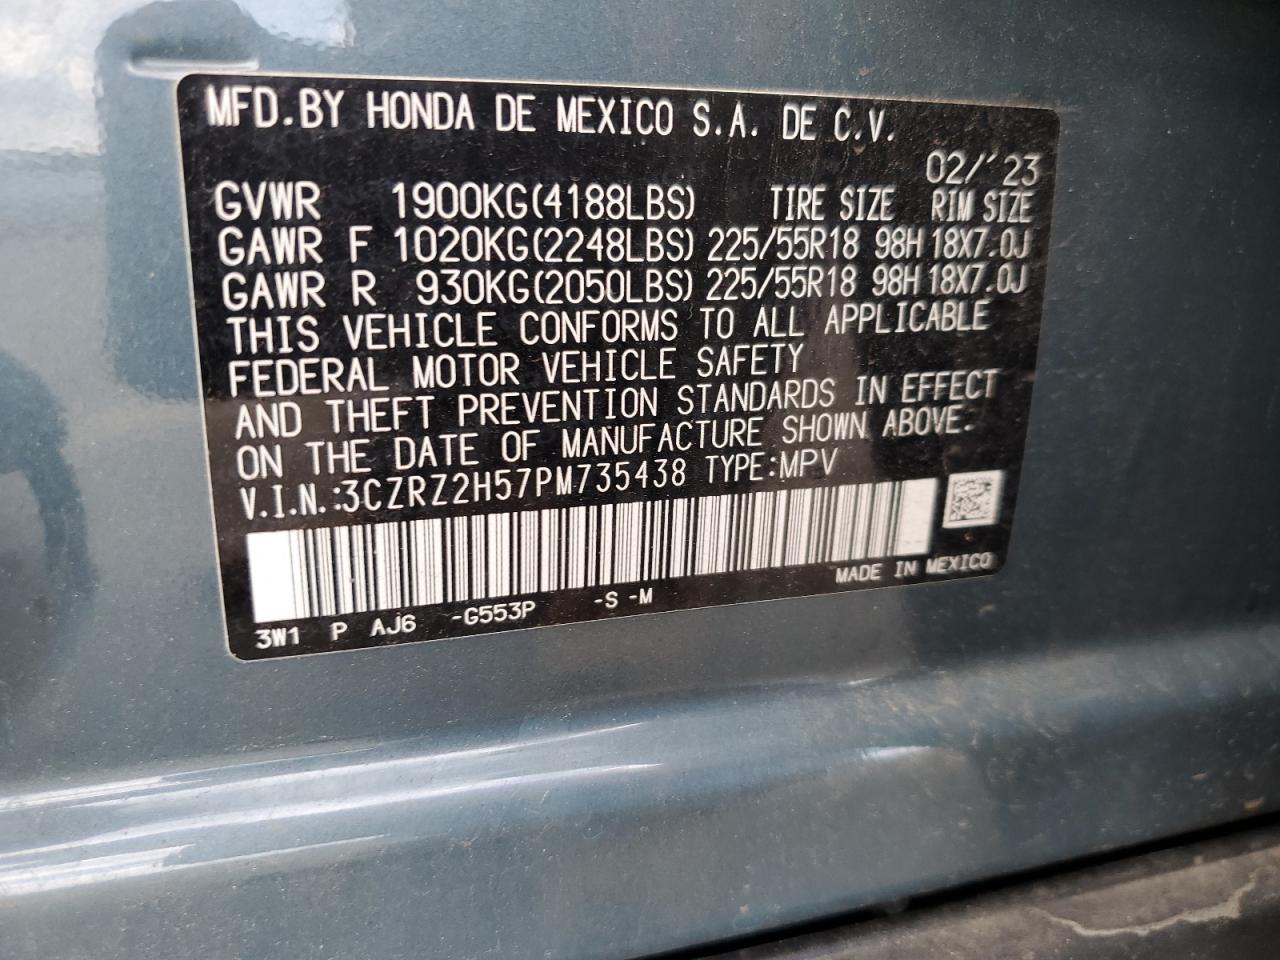 MFD.BY HONDA DE MEXICO S.A. DE C.V.
02/'23
GVWR 1900KG(4188LBS) TIRE SIZE RIM SIZE
GAWR F 1020KG(2248LBS) 225/55R18 98H 18X7.0J
GAWR R 930KG(2050LBS) 225/55R18 98H 18X7.0J
THIS VEHICLE CONFORMS TO ALL APPLICABLE
FEDERAL MOTOR VEHICLE SAFETY
AND THEFT PREVENTION STANDARDS IN EFFECT
ON THE DATE OF MANUFACTURE SHOWN ABOVE.
V.I.N.:3CZRZ2H57PM735438 TYPE:MPV
MADE IN MEXICO
3W1 P AJ6 -G553P -S -M